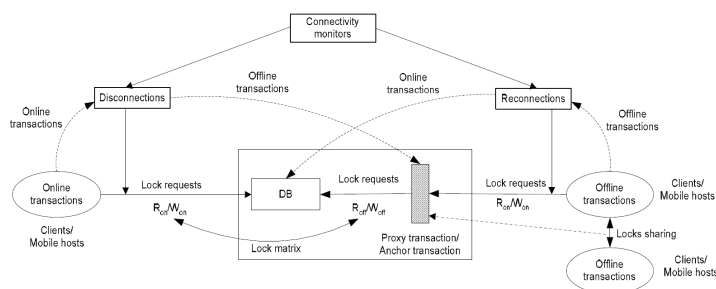 Connectivity
monitors
Offline
transactions
Online
transactions
Disconnections
Reconnections
Online
transactions
Offline
transactions
Online
transactions
Lock requests
R_on/W_on
DB
Lock requests
R_off/W_off
Lock requests
R_on/W_on
Offline
transactions
Clients/
Mobile hosts
Clients/
Mobile hosts
Lock matrix
Proxy transaction/
Anchor transaction
Locks sharing
Offline
transactions
Clients/
Mobile hosts